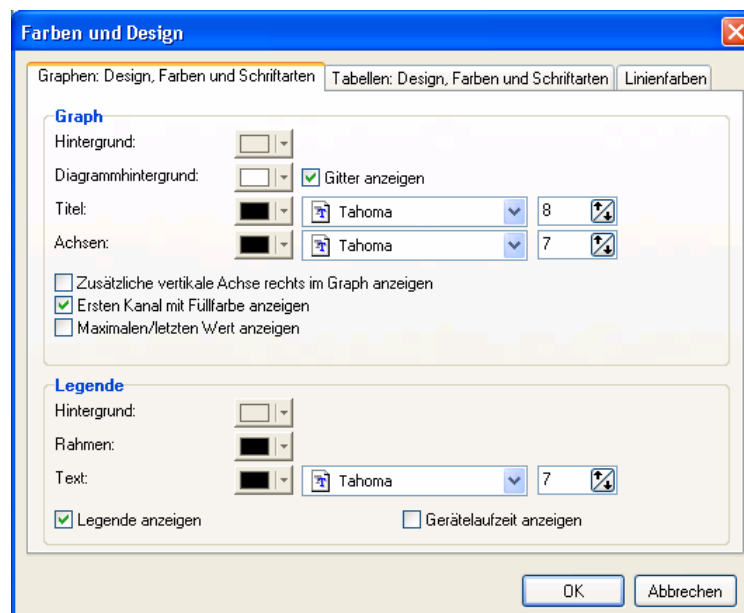 Farben und Design
Graphen: Design, Farben und Schriftarten Tabellen: Design, Farben und Schriftarten Linienfarben
Graph
Hintergrund:
Diagrammhintergrund: Gitter anzeigen
Titel: Tahoma 8
Achsen: Tahoma 7
Zusätzliche vertikale Achse rechts im Graph anzeigen
Ersten Kanal mit Füllfarbe anzeigen
Maximalen/letzten Wert anzeigen
Legende
Hintergrund:
Rahmen:
Text: Tahoma 7
Legende anzeigen Gerätelaufzeit anzeigen
OK Abbrechen